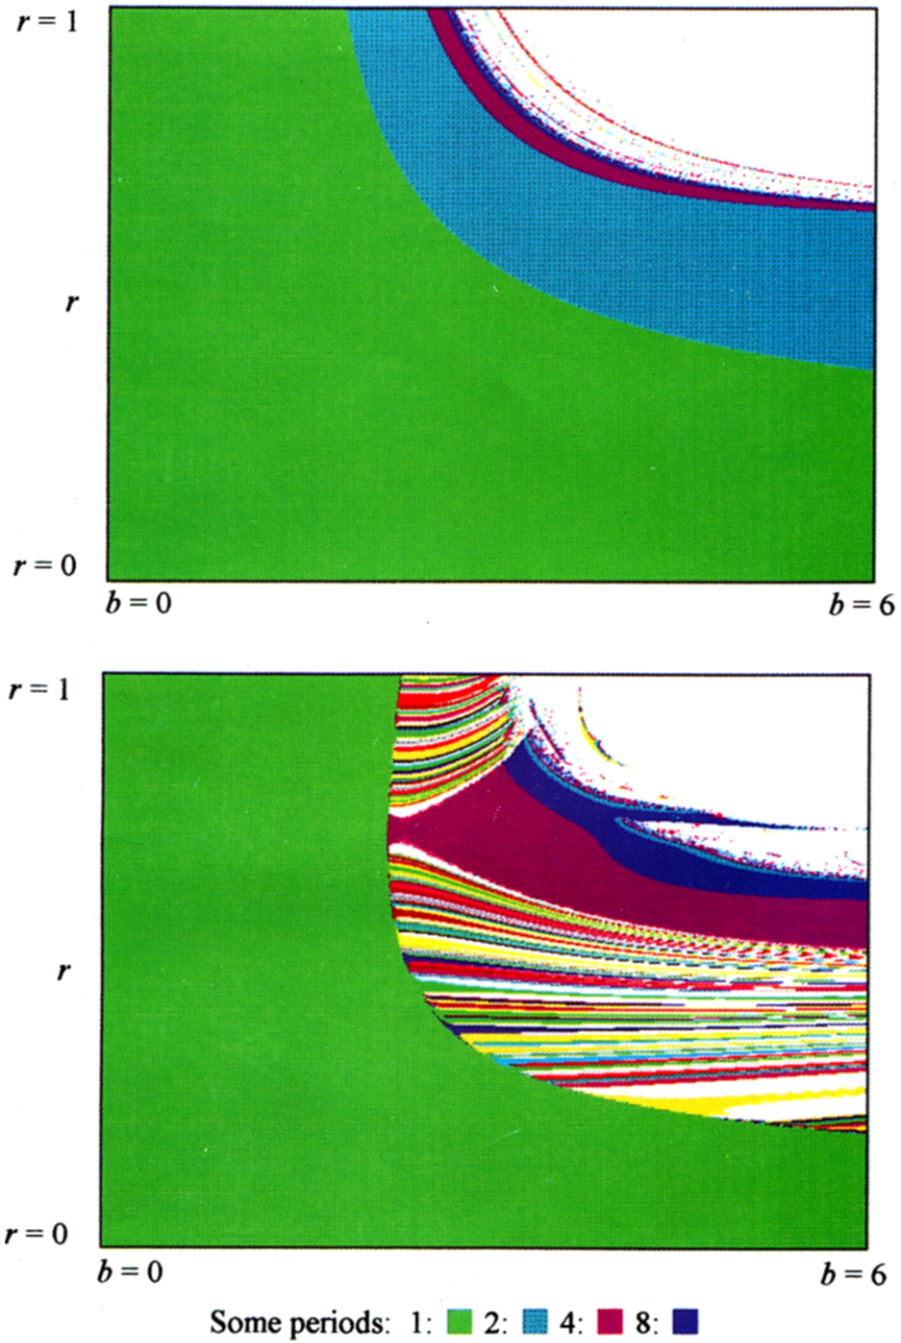 r = 1
r
r = 0
b = 0 b = 6
r = 1
r
r = 0
b = 0 b = 6
Some periods: 1: 2: 4: 8: